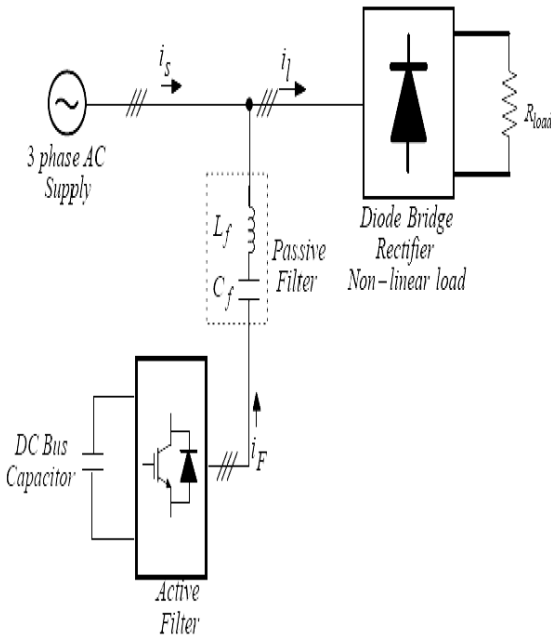 i_s
i_l
3 phase AC
Supply
R_load
Diode Bridge
Rectifier
Non-linear load
L_f
C_f
Passive
Filter
DC Bus
Capacitor
i_F
Active
Filter